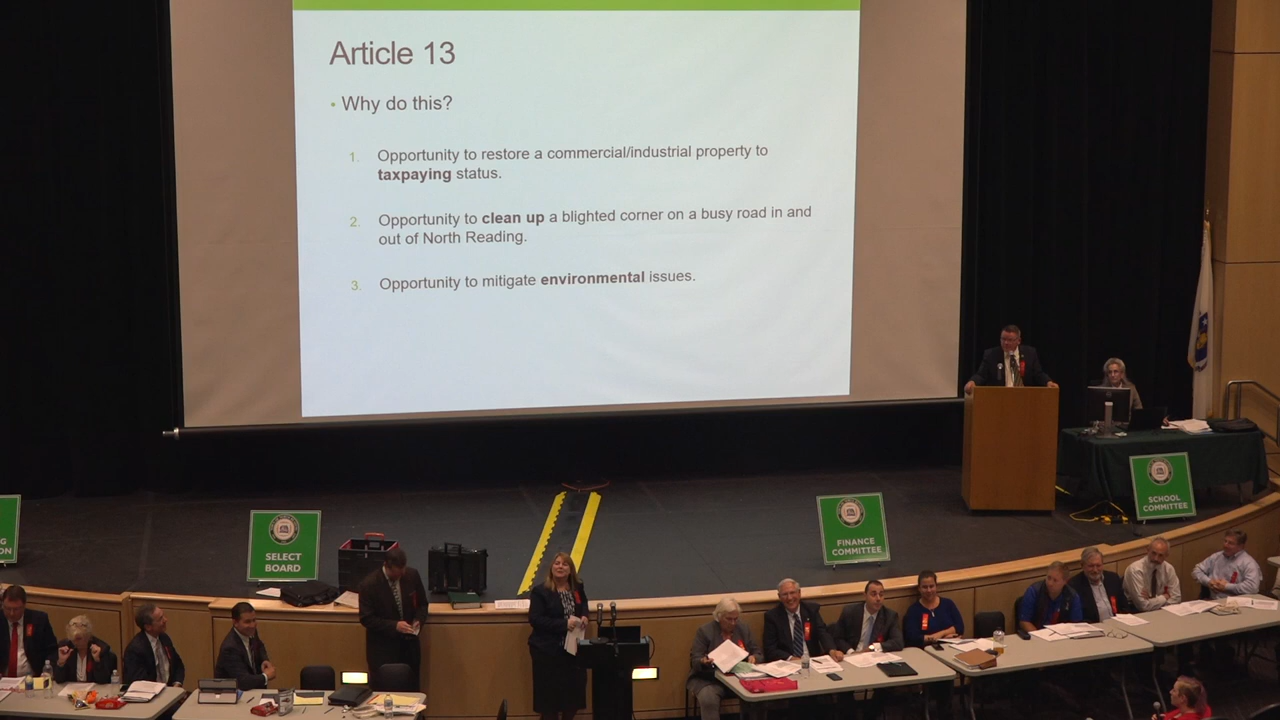 Article 13
• Why do this?
1. Opportunity to restore a commercial/industrial property to
taxpaying status.
2. Opportunity to clean up a blighted corner on a busy road in and
out of North Reading.
3. Opportunity to mitigate environmental issues.
G
ON
SELECT
BOARD
FINANCE
COMMITTEE
SCHOOL
COMMITTEE